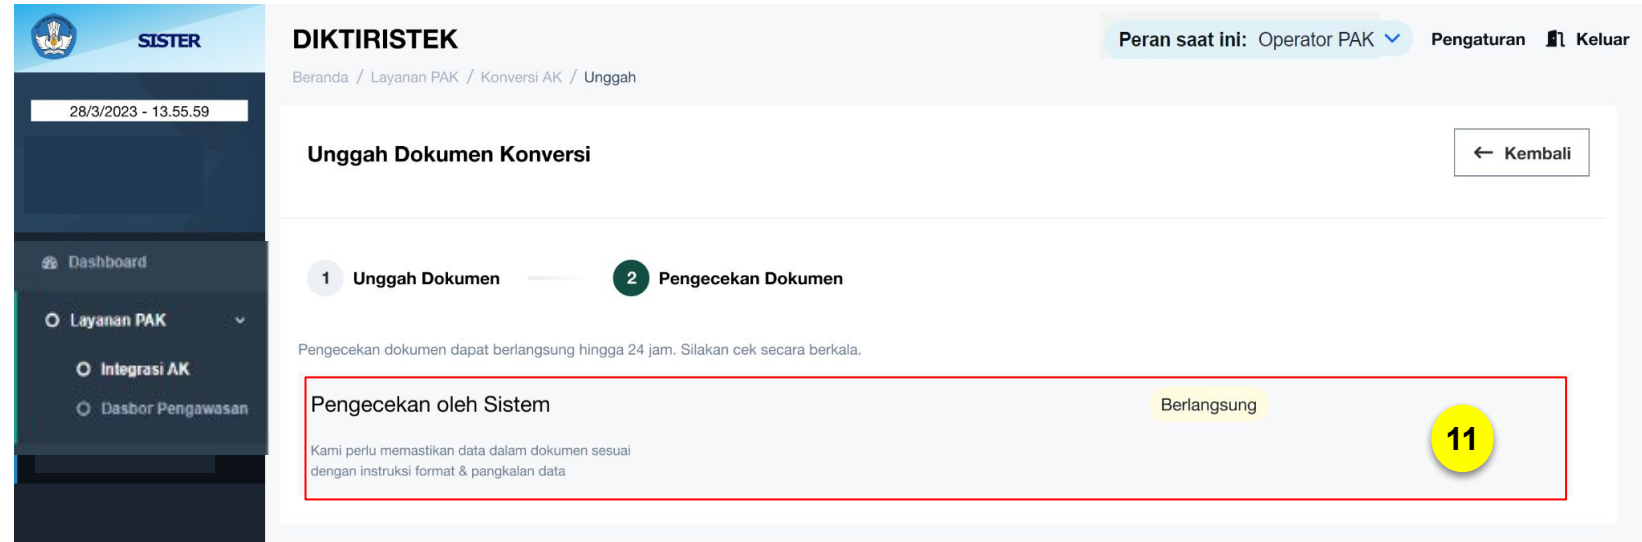 SISTER
DIKTIRISTEK
Peran saat ini: Operator PAK
Pengaturan
Keluar
Beranda / Layanan PAK / Konversi AK / Unggah
28/3/2023 - 13.55.59
Unggah Dokumen Konversi
← Kembali
Dashboard
Layanan PAK
Integrasi AK
Dasbor Pengawasan
1 Unggah Dokumen
2 Pengecekan Dokumen
Pengecekan dokumen dapat berlangsung hingga 24 jam. Silakan cek secara berkala.
Pengecekan oleh Sistem
Berlangsung
11
Kami perlu memastikan data dalam dokumen sesuai
dengan instruksi format & pangkalan data